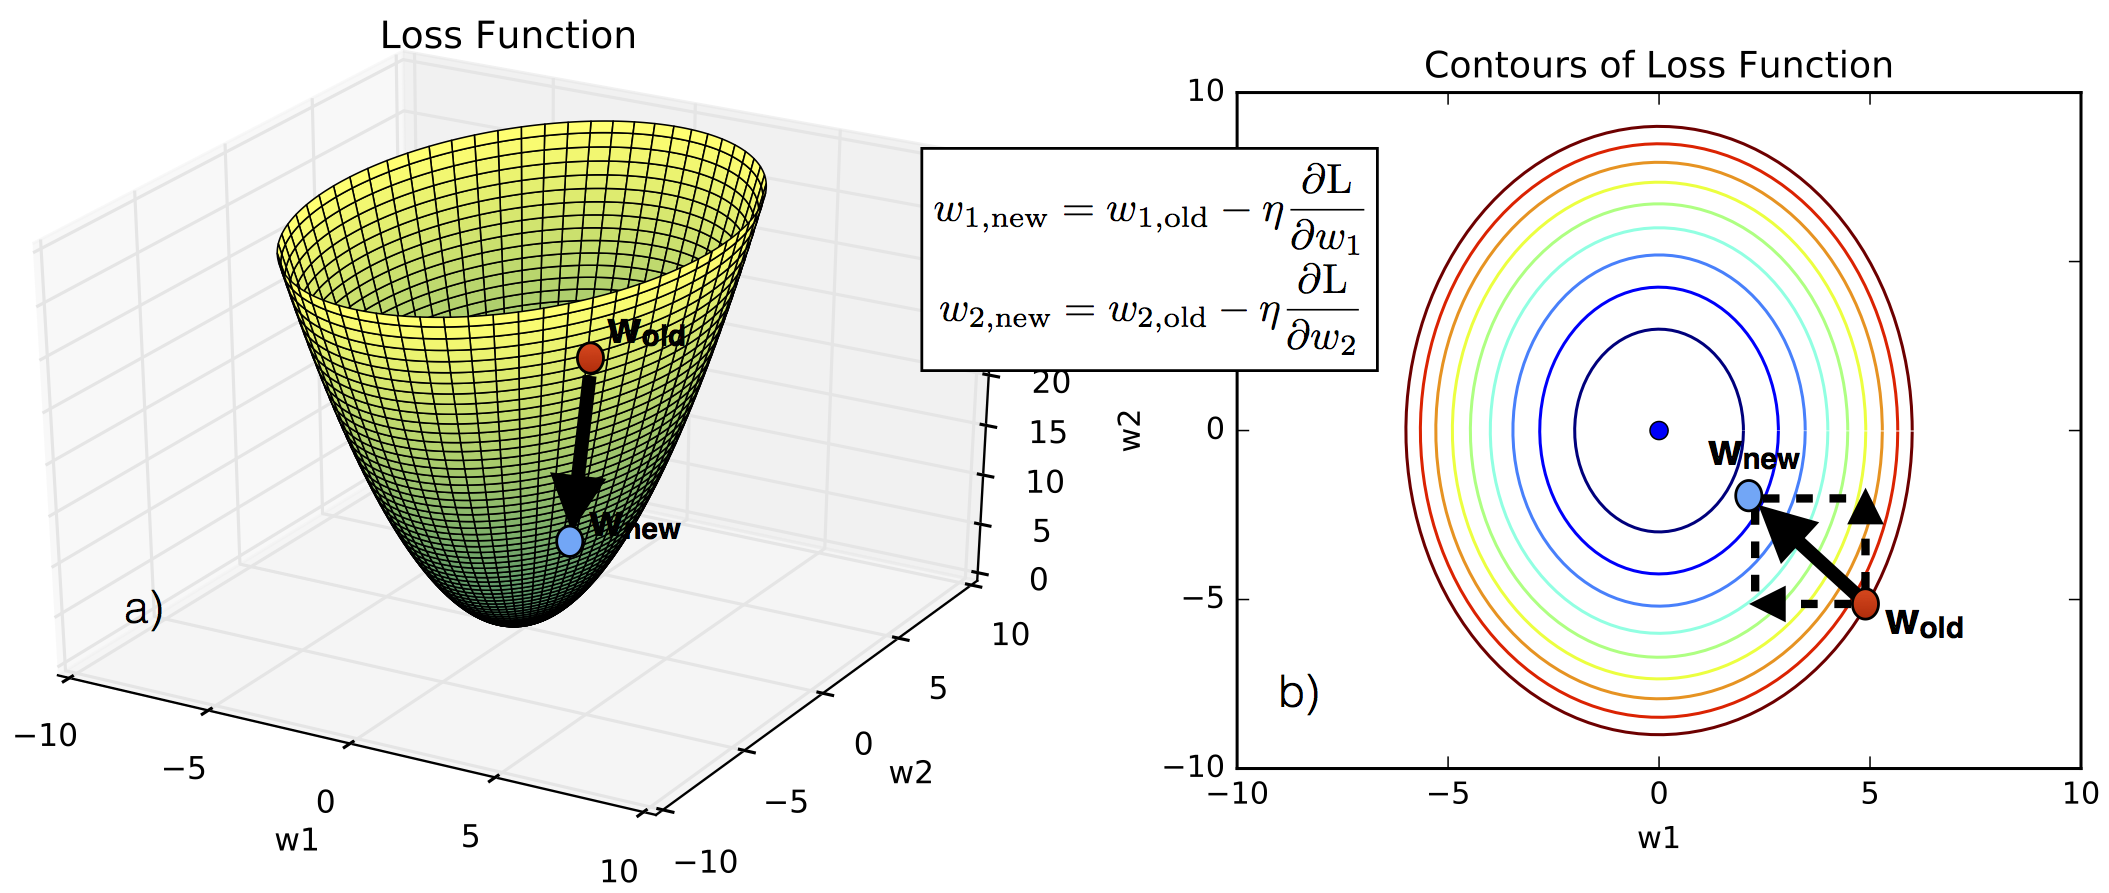 Loss Function
w_old
w_new
a)
−10
−5
0
5
10
w1
−10
−5
0
5
10
w2
0
5
10
15
20
w_{1,new} = w_{1,old} − η ∂L/∂w_1
w_{2,new} = w_{2,old} − η ∂L/∂w_2
Contours of Loss Function
10
0
−5
−10
w2
w_new
w_old
b)
−10
−5
0
5
10
w1